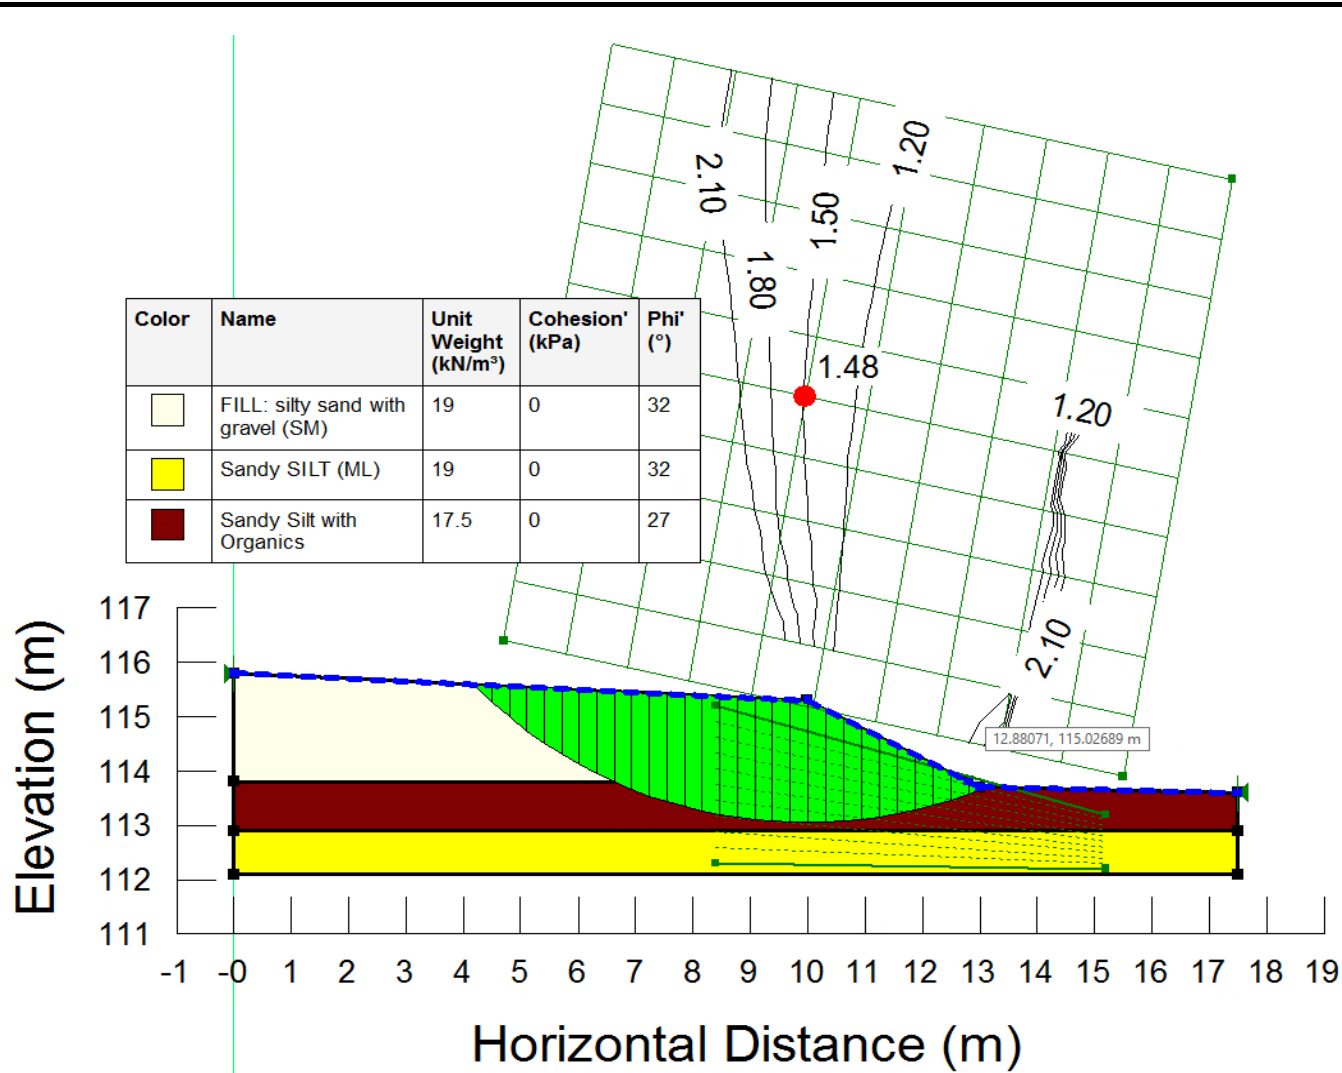 1.20
2.10
1.50
1.80
Color Name Unit Weight (kN/m³) Cohesion' (kPa) Phi' (°)
FILL: silty sand with gravel (SM) 19 0 32
Sandy SILT (ML) 19 0 32
Sandy Silt with Organics 17.5 0 27
1.48
1.20
2.10
12.88071, 115.02689 m
117
116
115
114
113
112
111
Elevation (m)
-1 -0 1 2 3 4 5 6 7 8 9 10 11 12 13 14 15 16 17 18 19
Horizontal Distance (m)